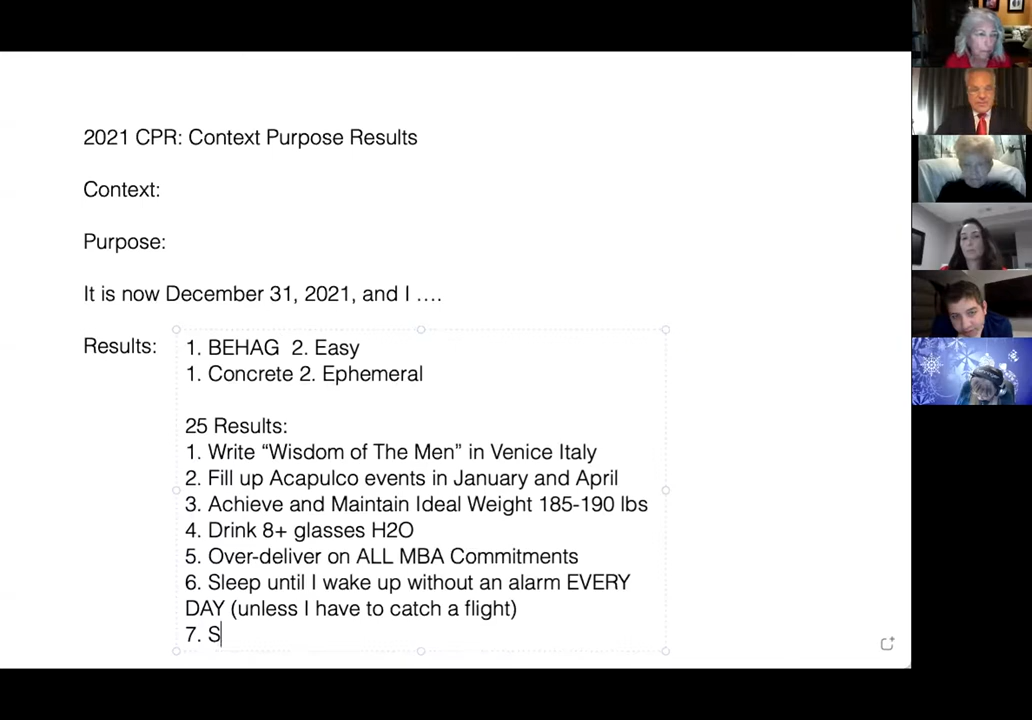 2021 CPR: Context Purpose Results
Context:
Purpose:
It is now December 31, 2021, and I ....
Results:
1. BEHAG 2. Easy
1. Concrete 2. Ephemeral
25 Results:
1. Write “Wisdom of The Men” in Venice Italy
2. Fill up Acapulco events in January and April
3. Achieve and Maintain Ideal Weight 185-190 lbs
4. Drink 8+ glasses H2O
5. Over-deliver on ALL MBA Commitments
6. Sleep until I wake up without an alarm EVERY
DAY (unless I have to catch a flight)
7. S